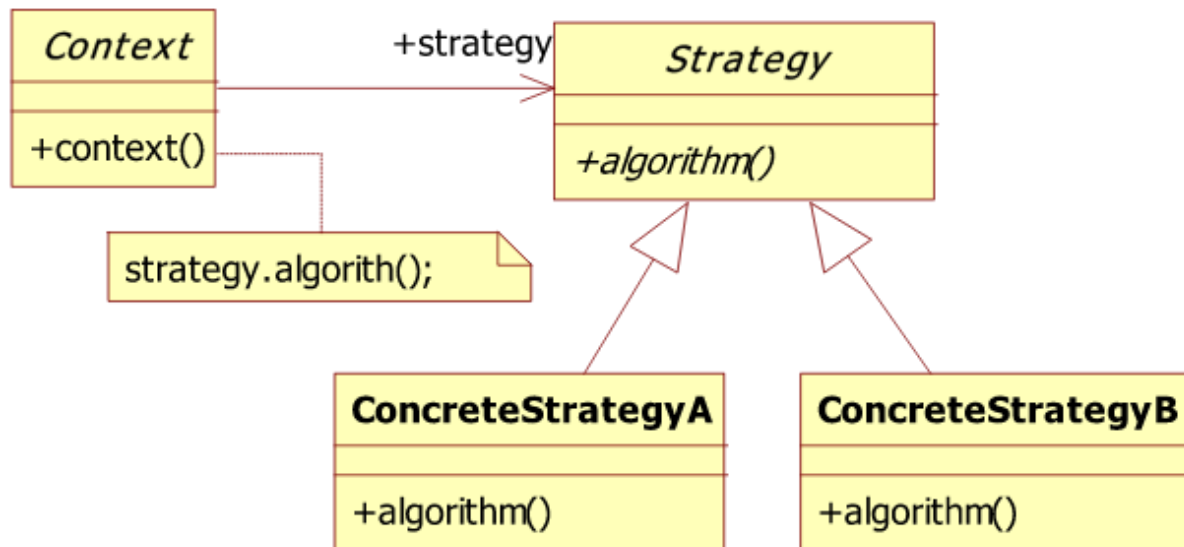 Context
+context()
+strategy
Strategy
+algorithm()
strategy.algorith();
ConcreteStrategyA
+algorithm()
ConcreteStrategyB
+algorithm()